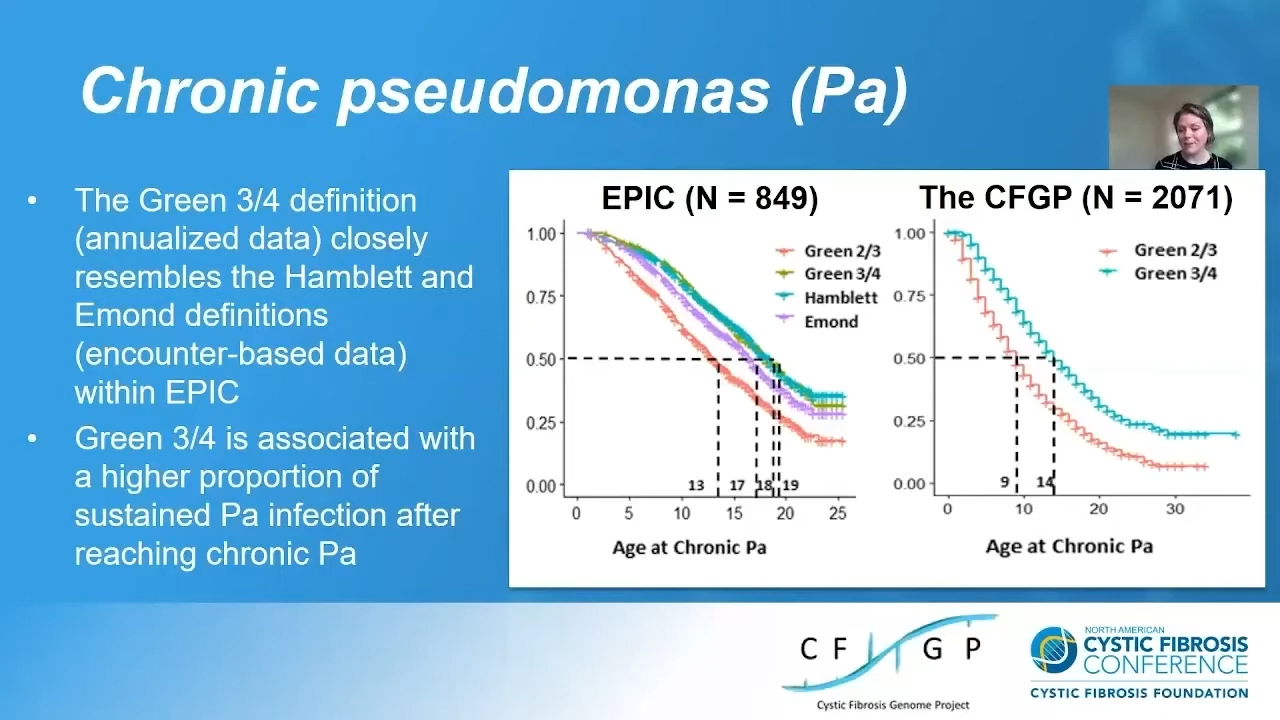 Chronic pseudomonas (Pa)
• The Green 3/4 definition
(annualized data) closely
resembles the Hamblett and
Emond definitions
(encounter-based data)
within EPIC
• Green 3/4 is associated with
a higher proportion of
sustained Pa infection after
reaching chronic Pa
EPIC (N = 849)
1.00
0.75
0.50
0.25
0.00
Green 2/3
Green 3/4
Hamblett
Emond
13 17 18 19
0 5 10 15 20 25
Age at Chronic Pa
The CFGP (N = 2071)
1.00
0.75
0.50
0.25
0.00
Green 2/3
Green 3/4
9 14
0 10 20 30
Age at Chronic Pa
C F G P
Cystic Fibrosis Genome Project
NORTH AMERICAN
CYSTIC FIBROSIS
CONFERENCE
CYSTIC FIBROSIS FOUNDATION